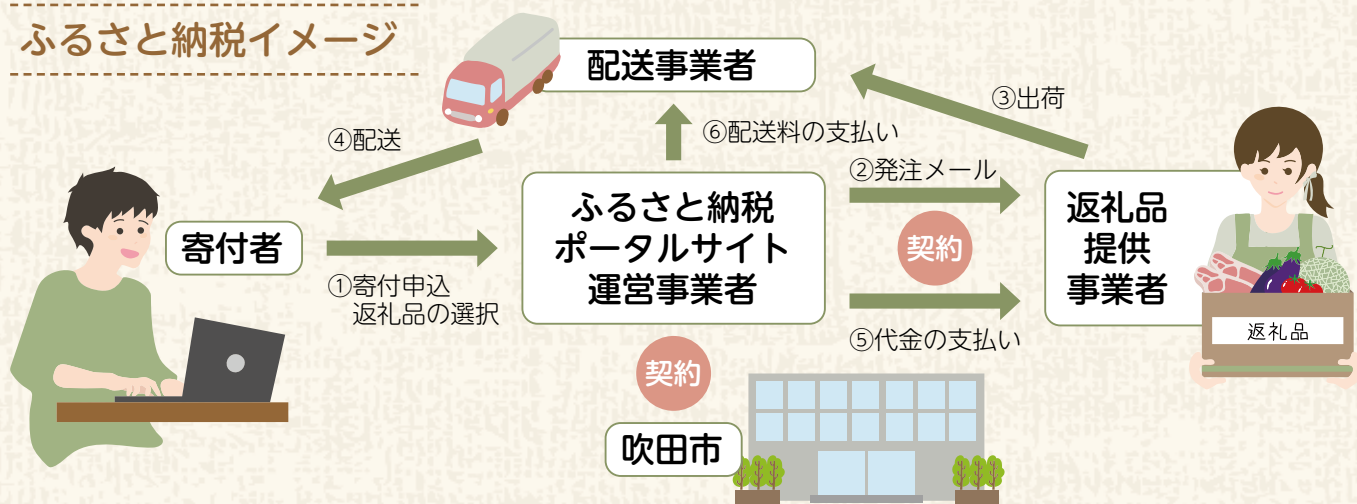 ふるさと納税イメージ
配送事業者
③出荷
④配送
⑥配送料の支払い
②発注メール
寄付者
ふるさと納税
ポータルサイト
運営事業者
契約
返礼品
提供
事業者
①寄付申込
返礼品の選択
⑤代金の支払い
返礼品
契約
吹田市